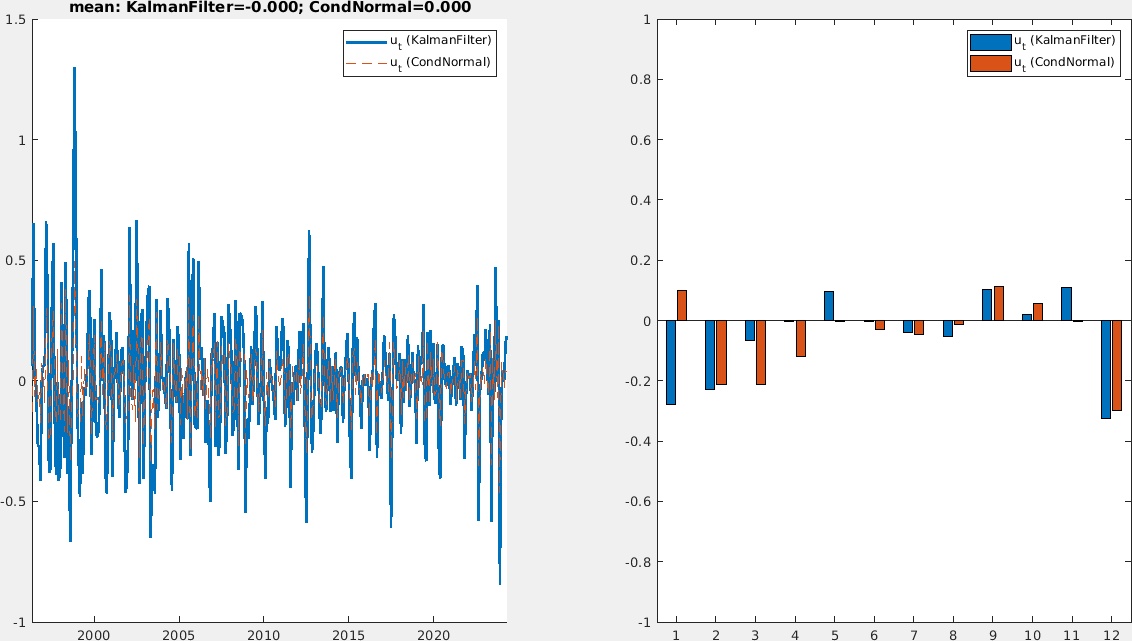 mean: KalmanFilter=-0.000; CondNormal=0.000
1.5
1
0.5
0
-0.5
-1
2000 2005 2010 2015 2020
u_t (KalmanFilter)
u_t (CondNormal)
1
0.8
0.6
0.4
0.2
0
-0.2
-0.4
-0.6
-0.8
-1
1 2 3 4 5 6 7 8 9 10 11 12
u_t (KalmanFilter)
u_t (CondNormal)